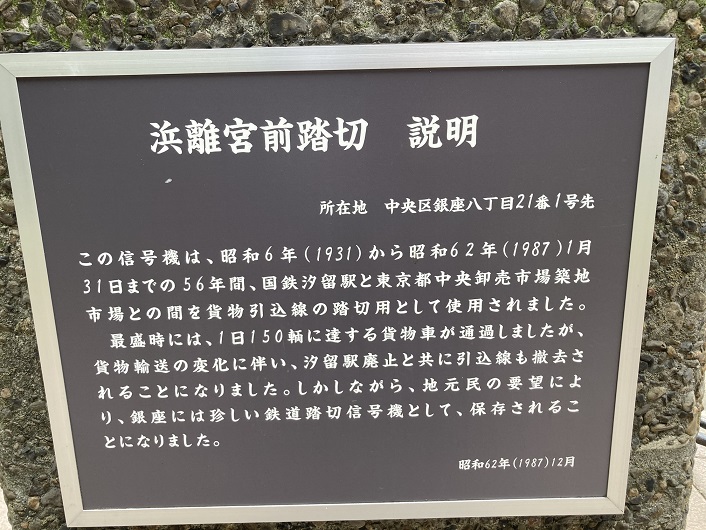 浜離宮前踏切　説明
所在地　中央区銀座八丁目21番1号先
この信号機は、昭和6年(1931)から昭和62年(1987)1月
31日までの56年間、国鉄汐留駅と東京都中央卸売市場築地
市場との間を貨物引込線の踏切用として使用されました。
最盛時には、1日150輌に達する貨物車が通過しましたが、
貨物輸送の変化に伴い、汐留駅廃止と共に引込線も撤去さ
れることになりました。しかしながら、地元民の要望によ
り、銀座には珍しい鉄道踏切信号機として、保存されるこ
とになりました。
昭和62年(1987)12月